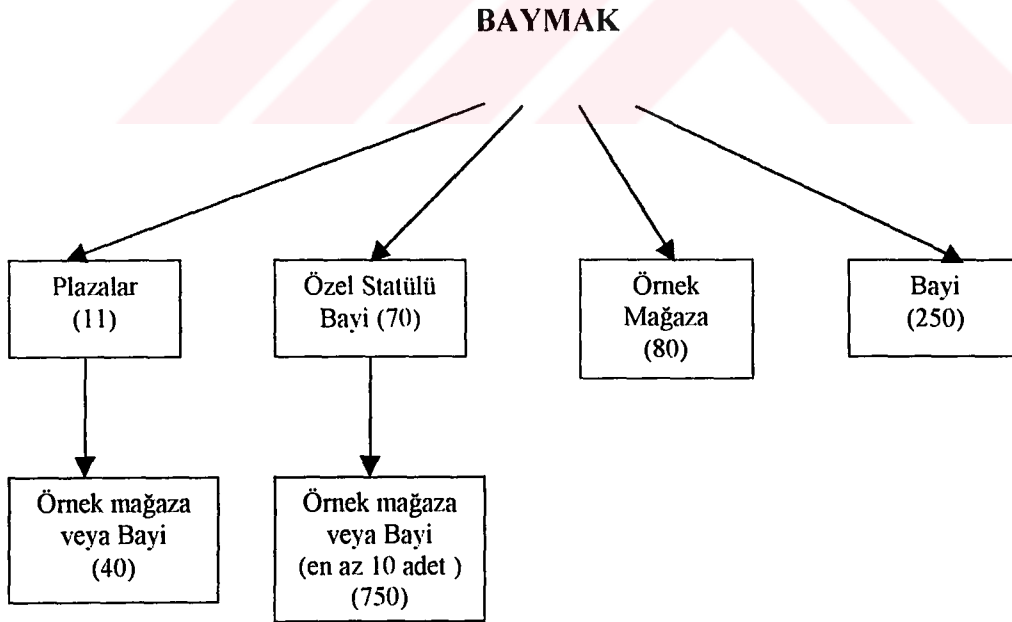 BAYMAK
Plazalar
(11)
Özel Statülü
Bayi (70)
Örnek
Mağaza
(80)
Bayi
(250)
Örnek mağaza
veya Bayi
(40)
Örnek mağaza
veya Bayi
(en az 10 adet )
(750)